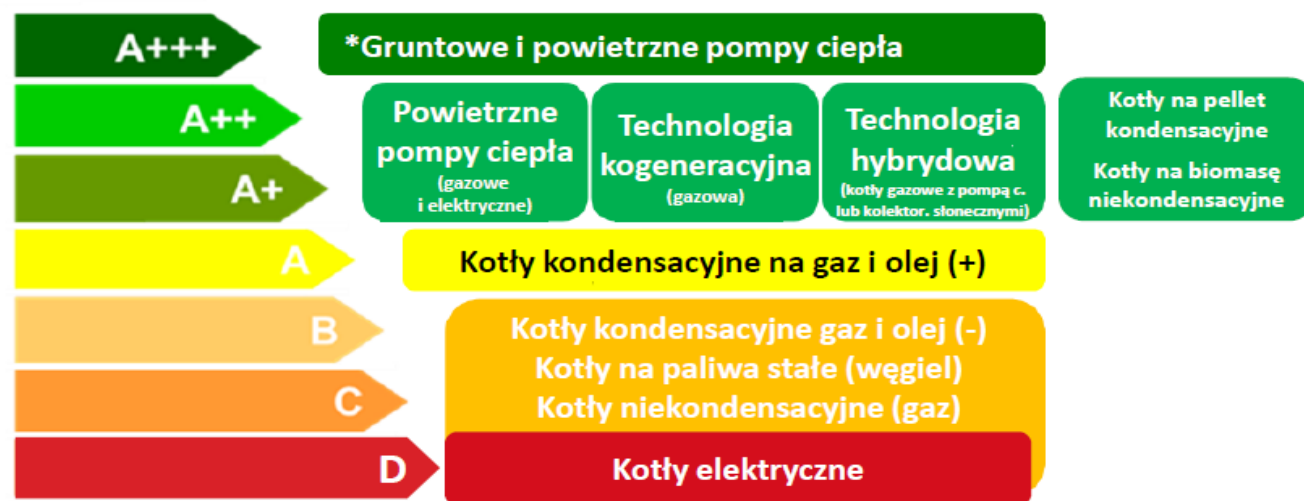 A+++
*Gruntowe i powietrzne pompy ciepła
A++
A+
Powietrzne
pompy ciepła
(gazowe
i elektryczne)
Technologia
kogeneracyjna
(gazowa)
Technologia
hybrydowa
(kotły gazowe z pompą c.
lub kolektor. słonecznymi)
Kotły na pellet
kondensacyjne
Kotły na biomasę
niekondensacyjne
A
Kotły kondensacyjne na gaz i olej (+)
B
Kotły kondensacyjne gaz i olej (-)
Kotły na paliwa stałe (węgiel)
C
Kotły niekondensacyjne (gaz)
D
Kotły elektryczne